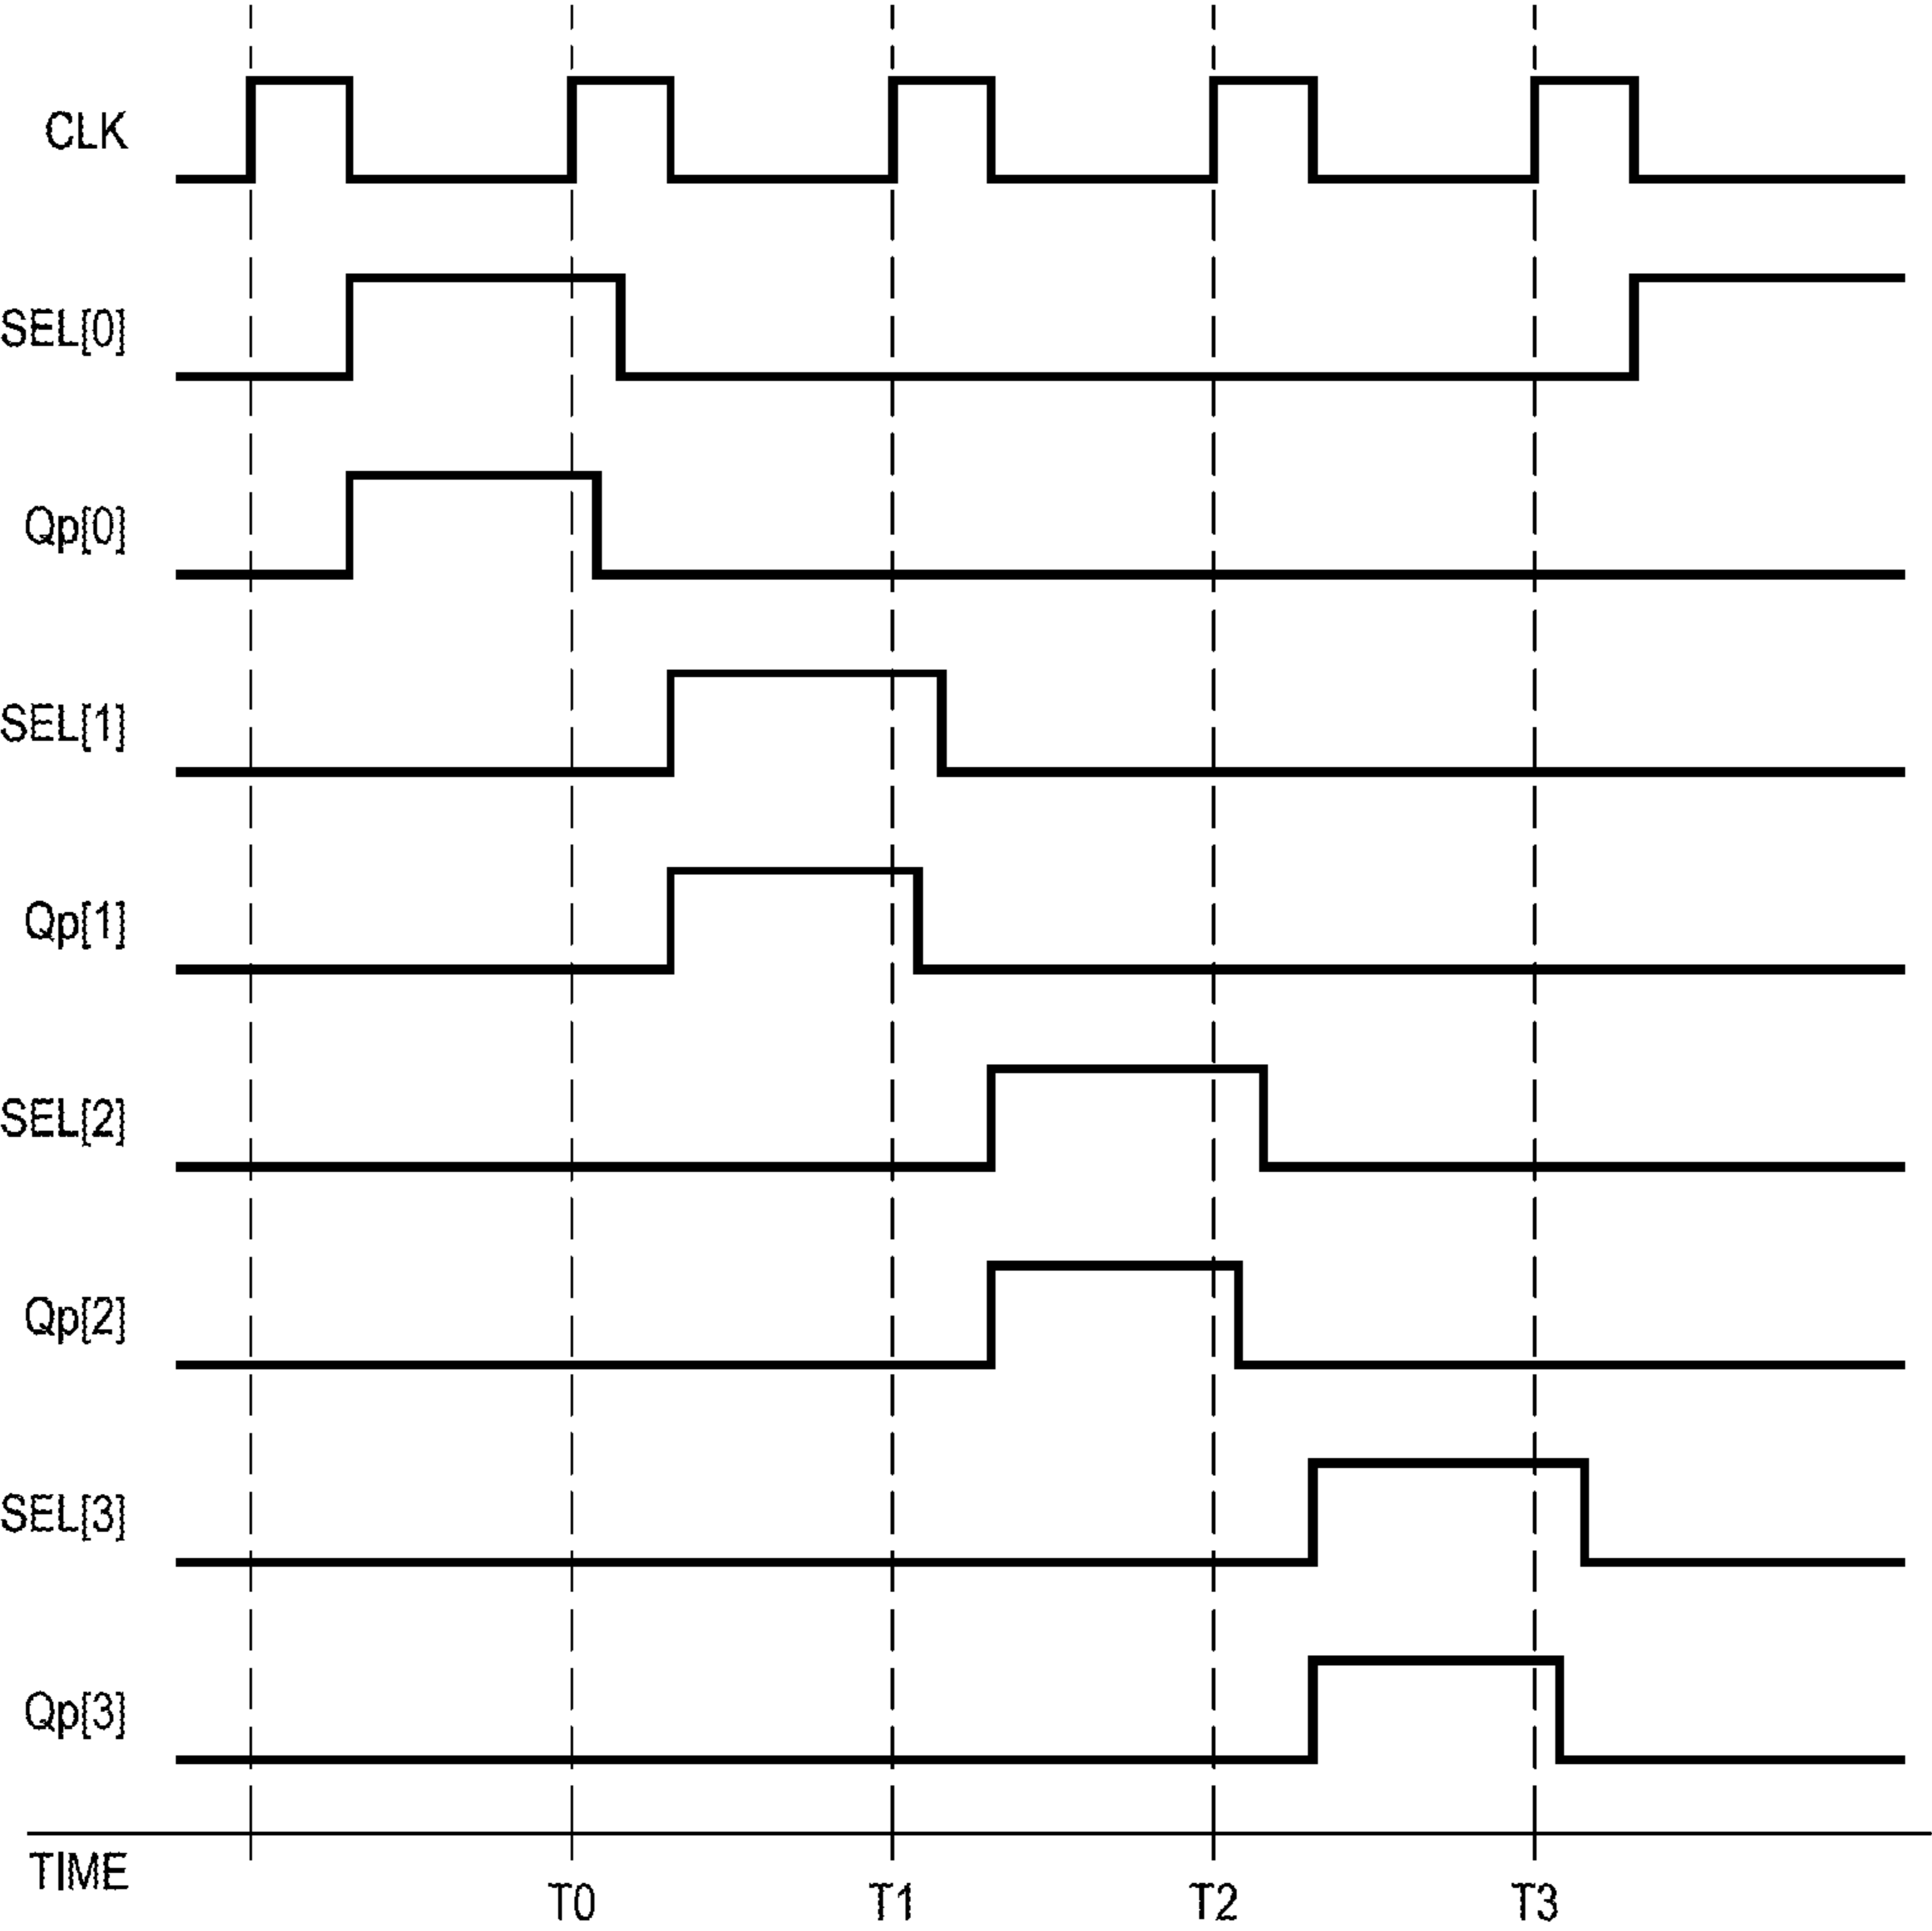 CLK
SEL[0]
Qp[0]
SEL[1]
Qp[1]
SEL[2]
Qp[2]
SEL[3]
Qp[3]
TIME
T0 T1 T2 T3